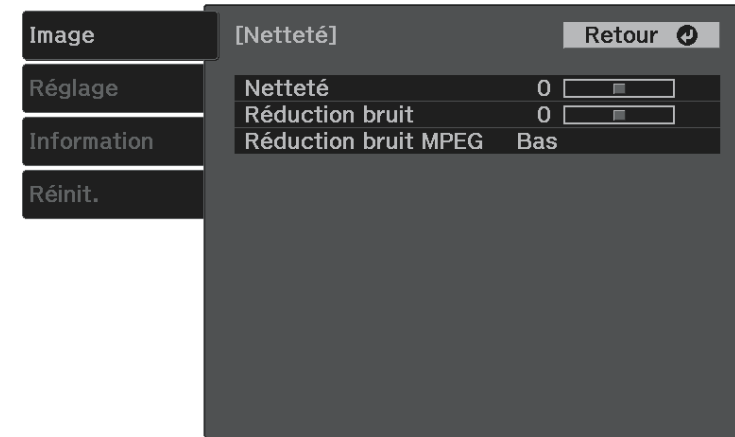 Image
Réglage
Information
Réinit.
[Netteté]
Retour
Netteté 0
Réduction bruit 0
Réduction bruit MPEG Bas